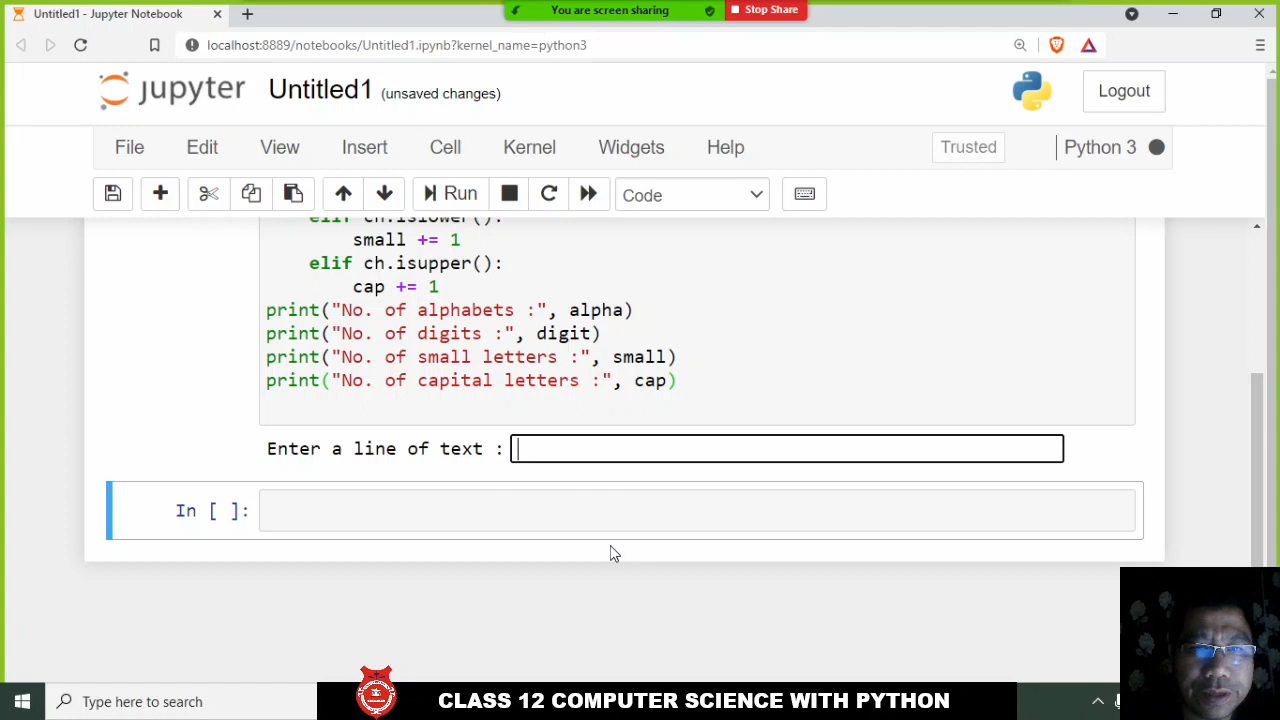 You are screen sharing
Stop Share
Untitled1 - Jupyter Notebook
localhost:8889/notebooks/Untitled1.ipynb?kernel_name=python3
jupyter Untitled1 (unsaved changes)
Logout
File Edit View Insert Cell Kernel Widgets Help
Trusted
Python 3
Run
Code
elif ch.islower():
small += 1
elif ch.isupper():
cap += 1
print("No. of alphabets :", alpha)
print("No. of digits :", digit)
print("No. of small letters :", small)
print("No. of capital letters :", cap)
Enter a line of text :
In [ ]:
Type here to search
CLASS 12 COMPUTER SCIENCE WITH PYTHON